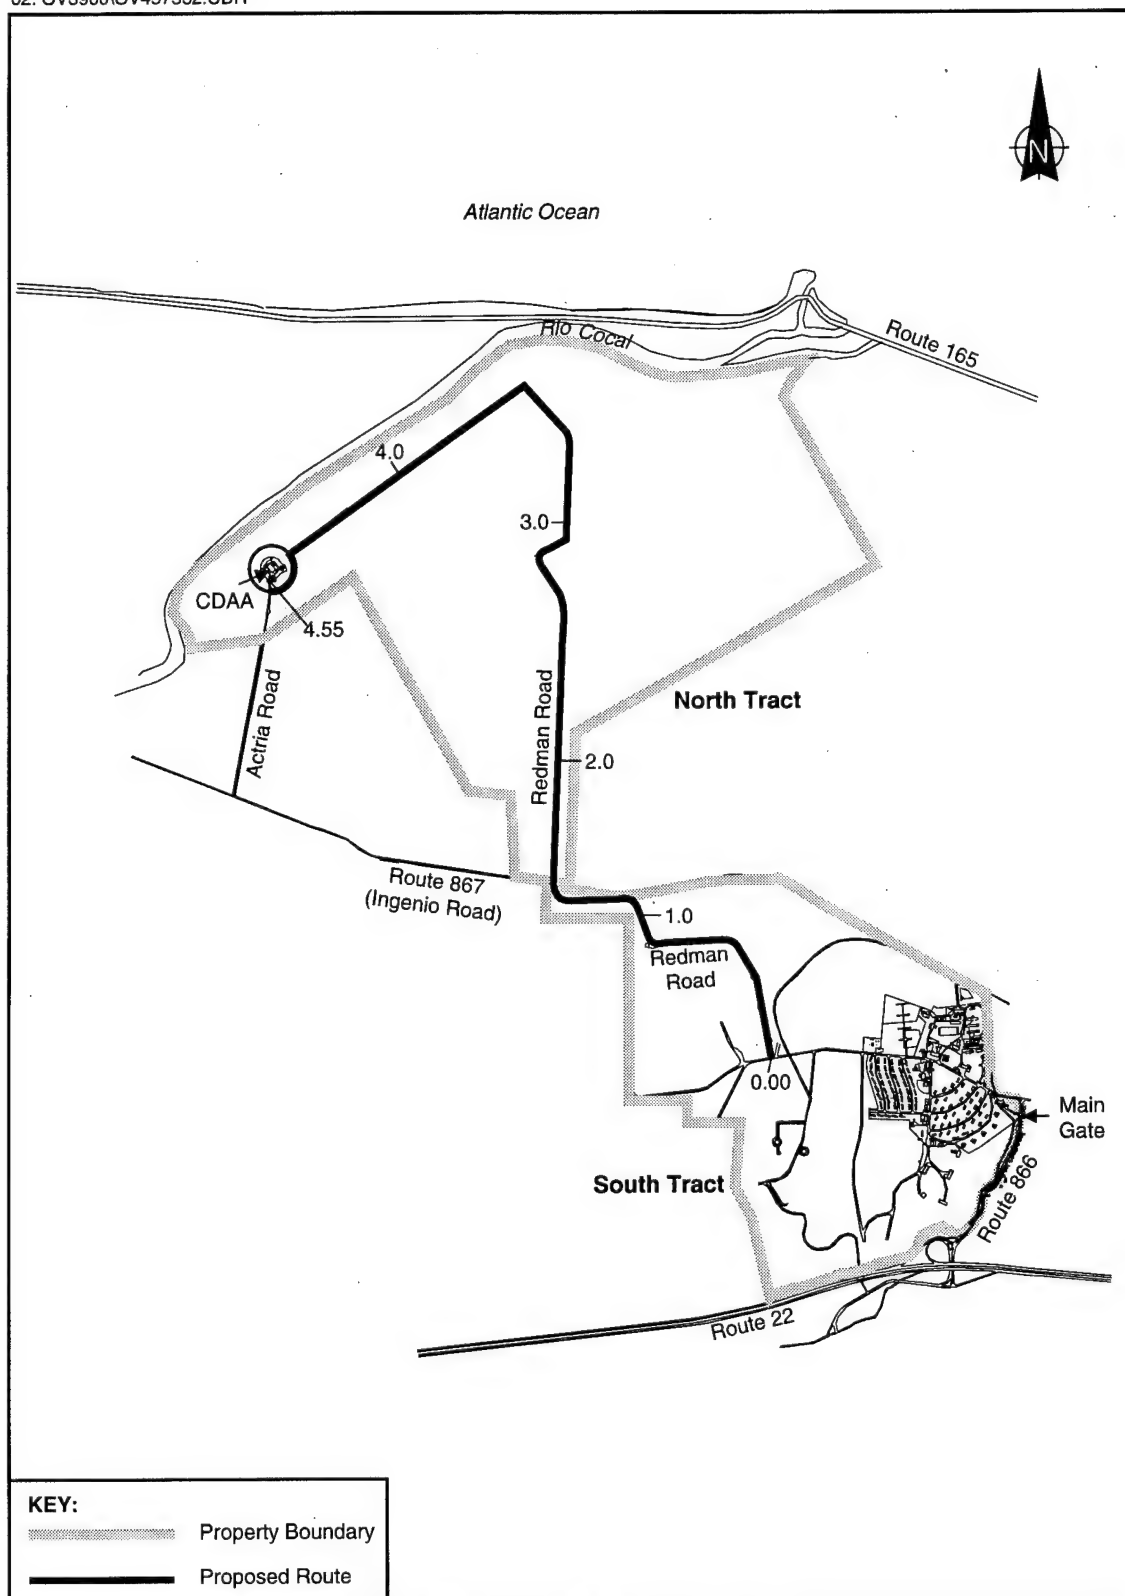 N
Atlantic Ocean
Rio Cocal
Route 165
4.0
3.0
CDAA
4.55
North Tract
Actria Road
Redman Road
2.0
Route 867
(Ingenio Road)
1.0
Redman
Road
0.00
Main
Gate
South Tract
Route 866
Route 22
KEY:
Property Boundary
Proposed Route